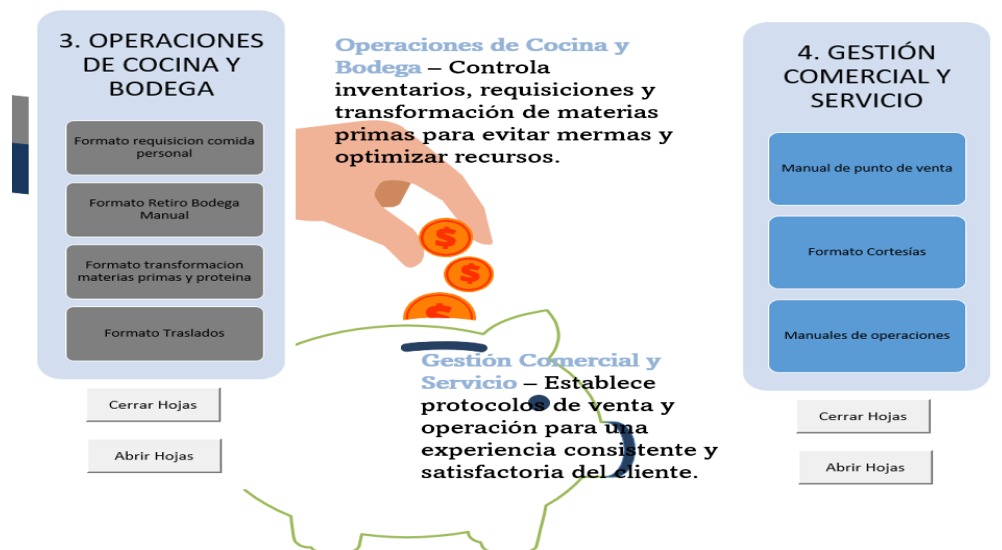 3. OPERACIONES
DE COCINA Y
BODEGA
Formato requisicion comida
personal
Formato Retiro Bodega
Manual
Formato transformacion
materias primas y proteina
Formato Traslados
Cerrar Hojas
Abrir Hojas
Operaciones de Cocina y
Bodega – Controla
inventarios, requisiciones y
transformación de materias
primas para evitar mermas y
optimizar recursos.
$
$
$
Gestión Comercial y
Servicio – Establece
protocolos de venta y
operación para una
experiencia consistente y
satisfactoria del cliente.
4. GESTIÓN
COMERCIAL Y
SERVICIO
Manual de punto de venta
Formato Cortesías
Manuales de operaciones
Cerrar Hojas
Abrir Hojas